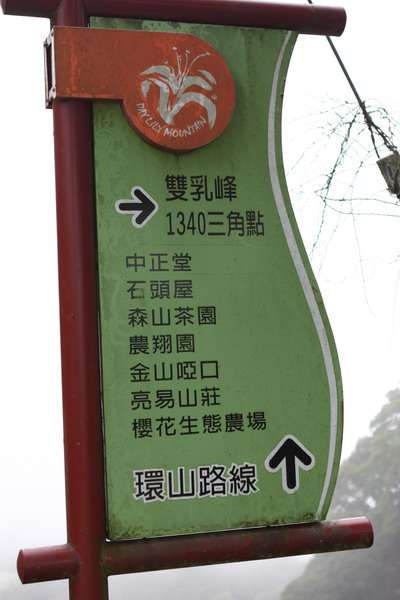 DAYLILY MOUNTAIN
雙乳峰
1340三角點
中正堂
石頭屋
森山茶園
農翔園
金山啞口
亮易山莊
櫻花生態農場
環山路線